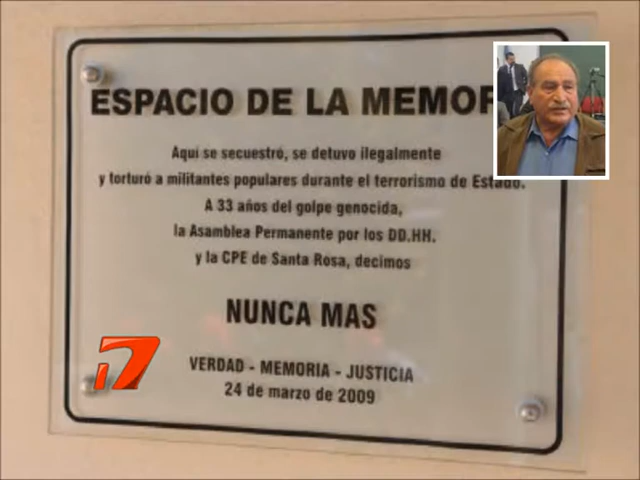 ESPACIO DE LA MEMOR
Aquí se secuestró, se detuvo ilegalmente
y torturó a militantes populares durante el terrorismo de Estado.
A 33 años del golpe genocida,
la Asamblea Permanente por los DD.HH.
y la CPE de Santa Rosa, decimos
NUNCA MAS
VERDAD - MEMORIA - JUSTICIA
24 de marzo de 2009